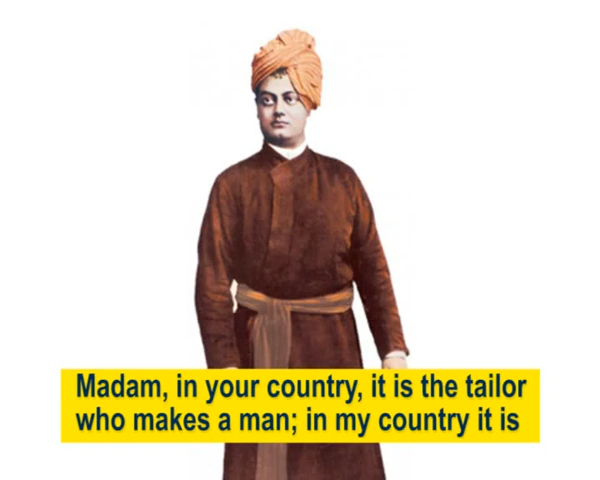 Madam, in your country, it is the tailor
who makes a man; in my country it is